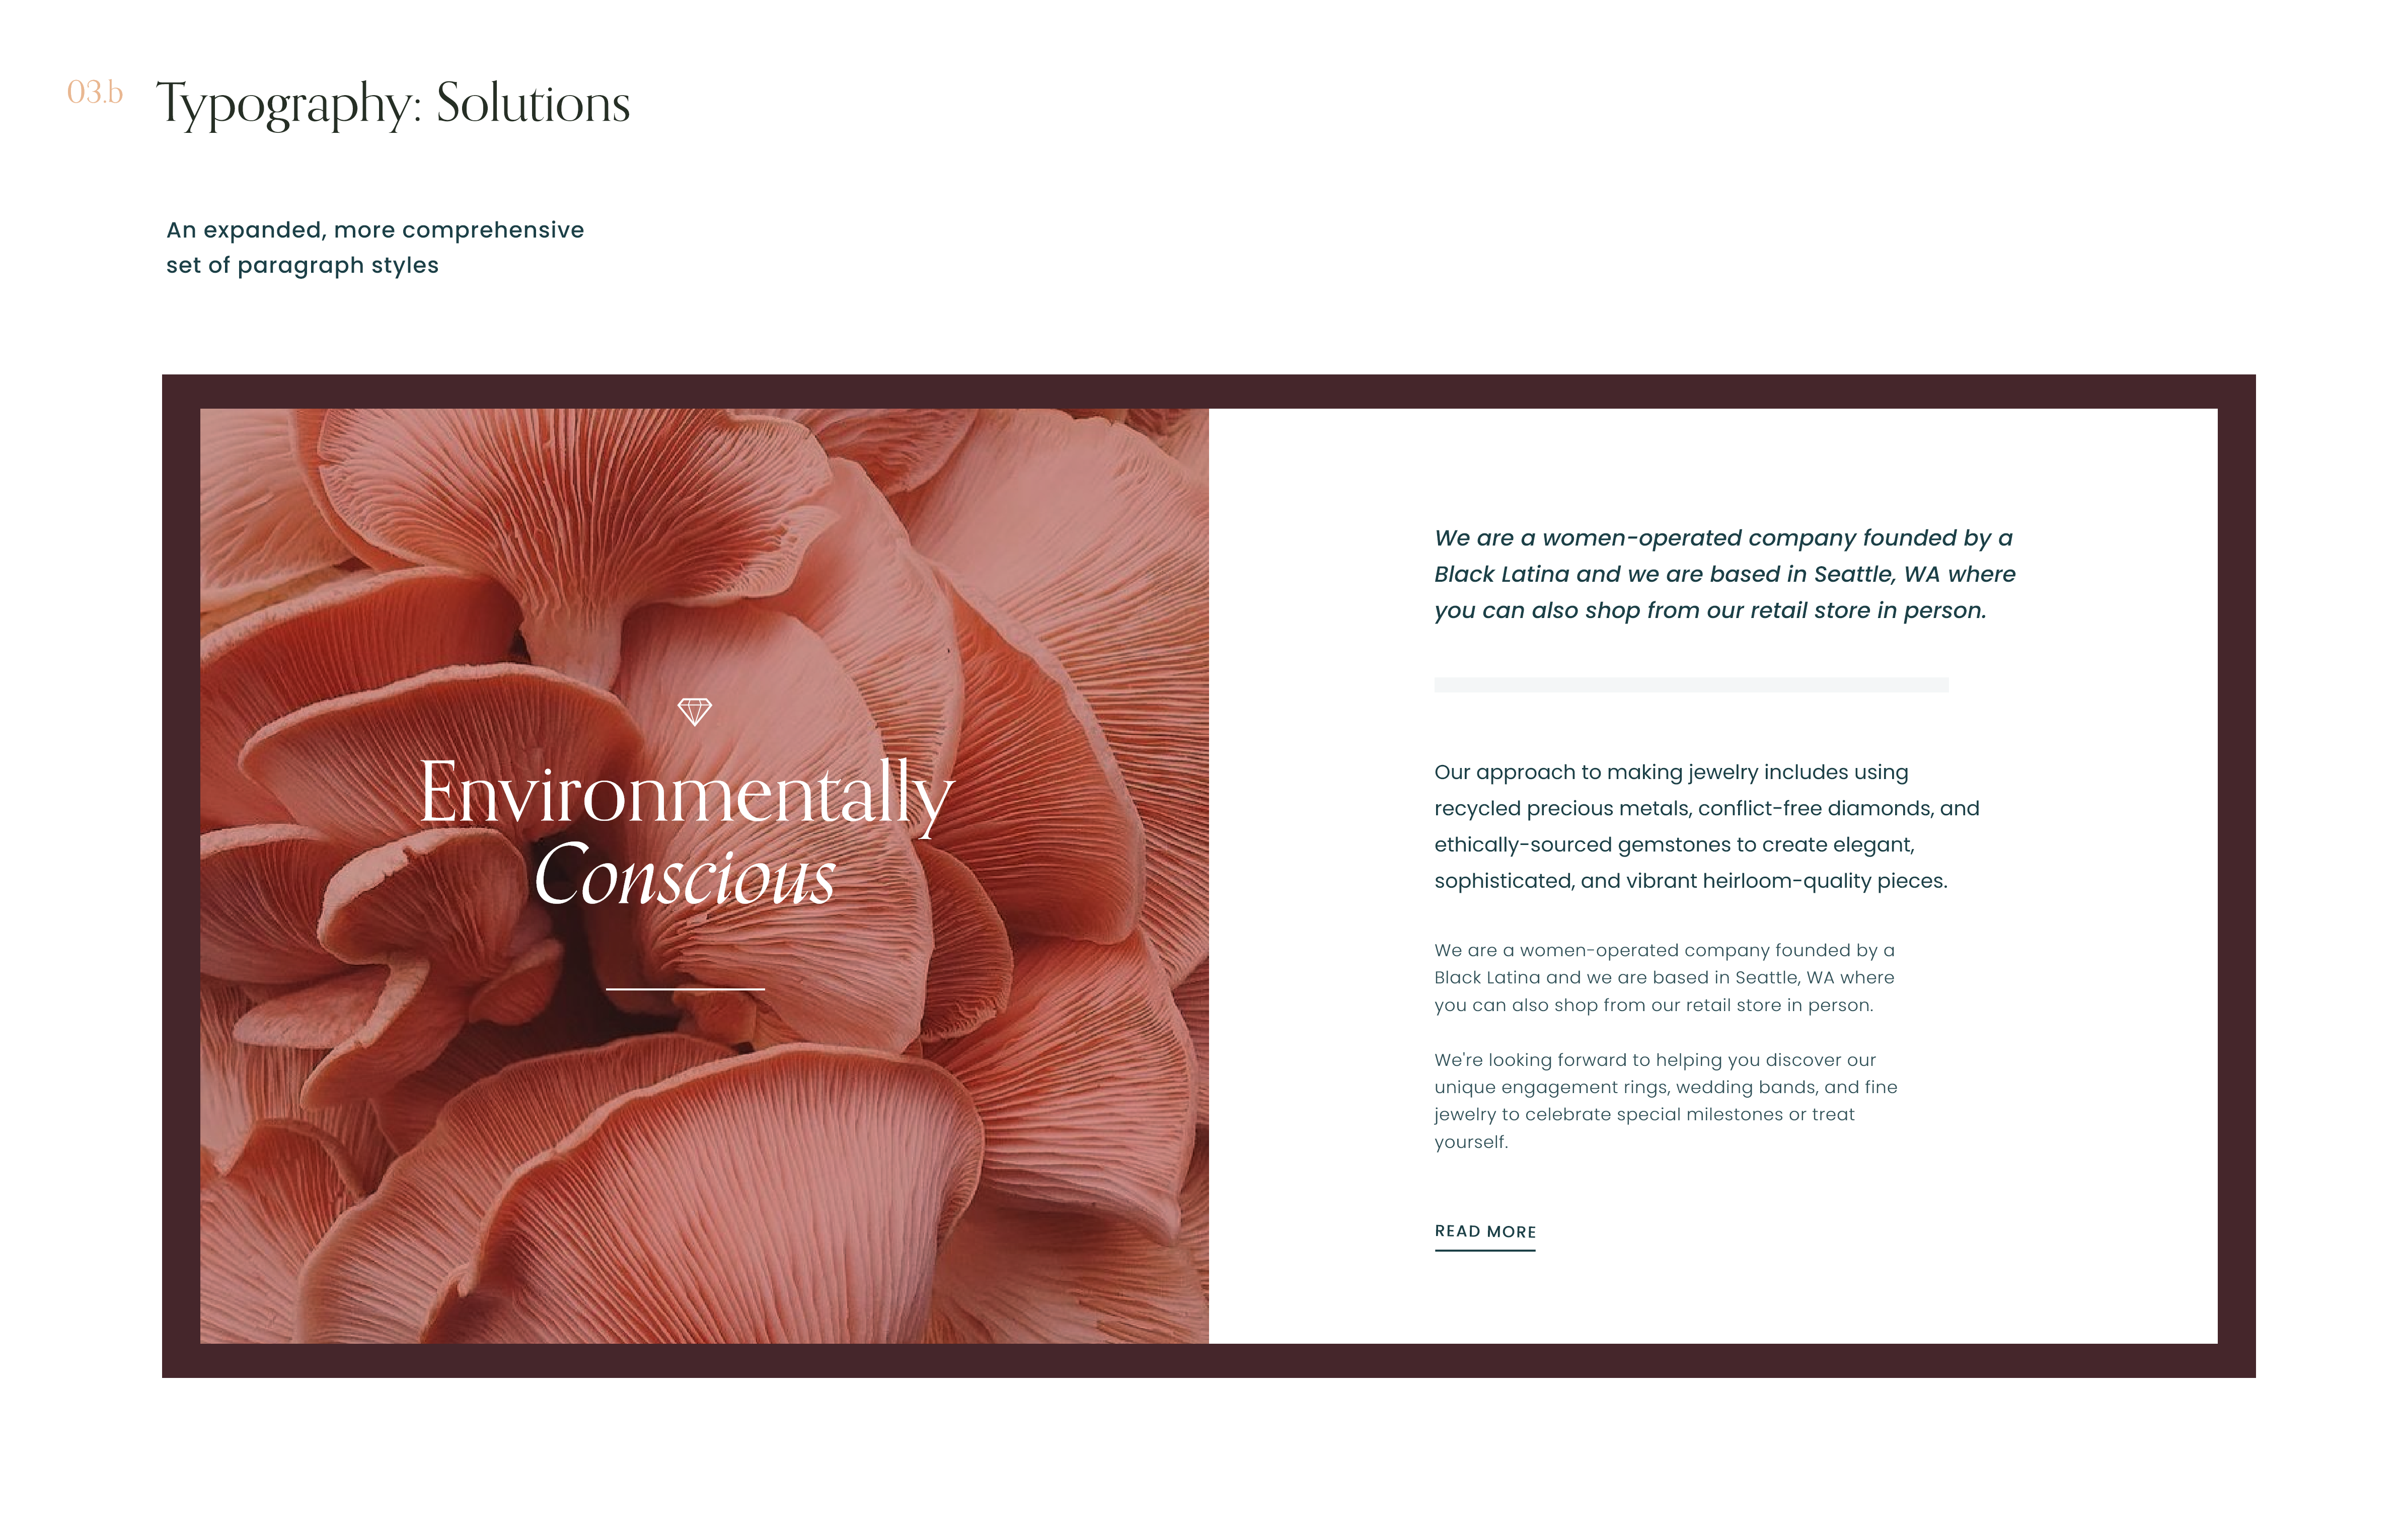 03.b
Typography: Solutions
An expanded, more comprehensive
set of paragraph styles
Environmentally
Conscious
We are a women-operated company founded by a
Black Latina and we are based in Seattle, WA where
you can also shop from our retail store in person.
Our approach to making jewelry includes using
recycled precious metals, conflict-free diamonds, and
ethically-sourced gemstones to create elegant,
sophisticated, and vibrant heirloom-quality pieces.
We are a women-operated company founded by a
Black Latina and we are based in Seattle, WA where
you can also shop from our retail store in person.
We're looking forward to helping you discover our
unique engagement rings, wedding bands, and fine
jewelry to celebrate special milestones or treat
yourself.
READ MORE